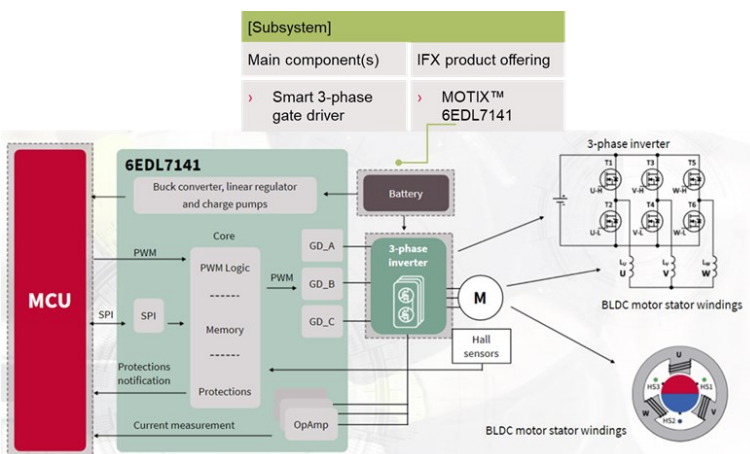 [Subsystem]
Main component(s)
IFX product offering
› Smart 3-phase
gate driver
› MOTIX™
6EDL7141
6EDL7141
Buck converter, linear regulator
and charge pumps
Battery
Core
PWM
PWM Logic
------
Memory
------
Protections
PWM
GD_A
GD_B
GD_C
3-phase
inverter
MCU
SPI
SPI
M
Hall
sensors
Protections
notification
Current measurement
OpAmp
3-phase inverter
T1
T3
T5
U-H
V-H
W-H
T2
T4
T6
U-L
V-L
W-L
LU
LV
LW
U
V
W
BLDC motor stator windings
U
HS3
HS1
W
V
HS2
BLDC motor stator windings